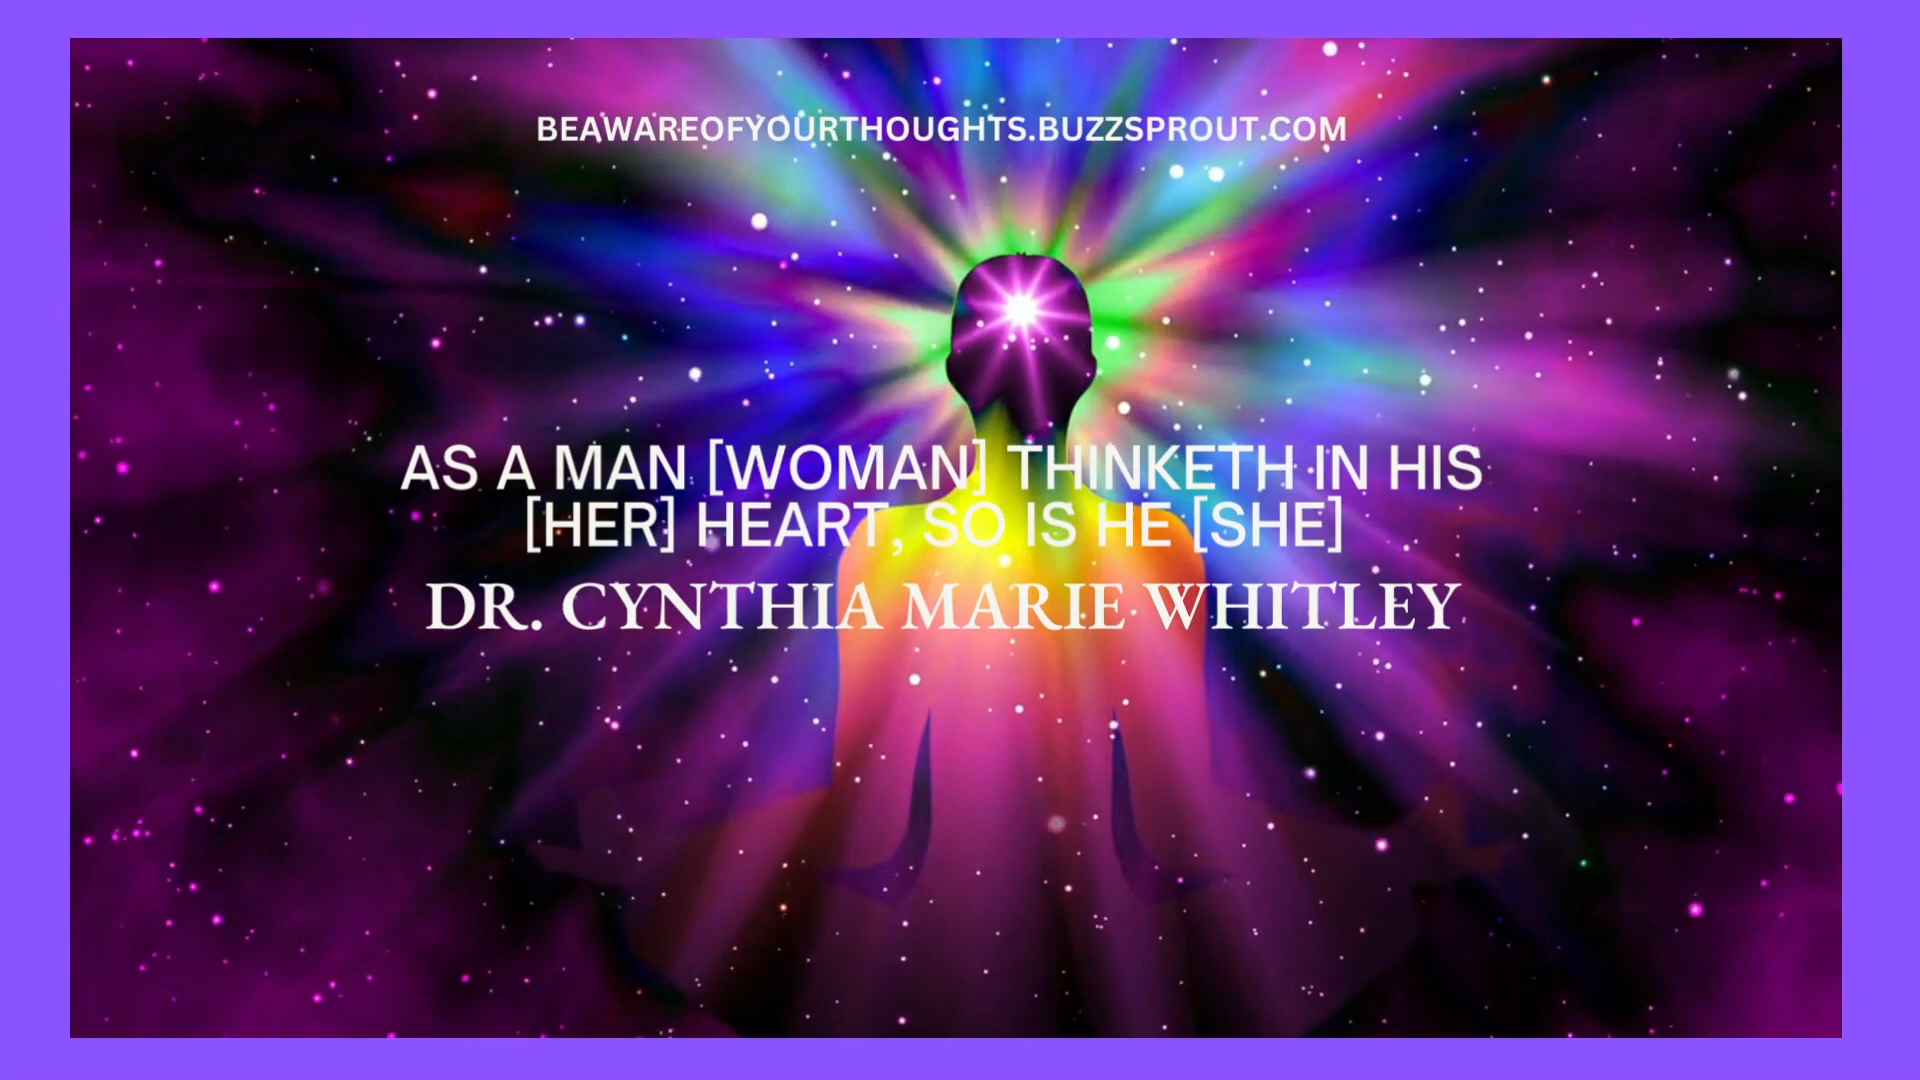 BEAWAREOFYOURTHOUGHTS.BUZZSPROUT.COM
AS A MAN [WOMAN] THINKETH IN HIS
[HER] HEART, SO IS HE [SHE]
DR. CYNTHIA MARIE WHITLEY